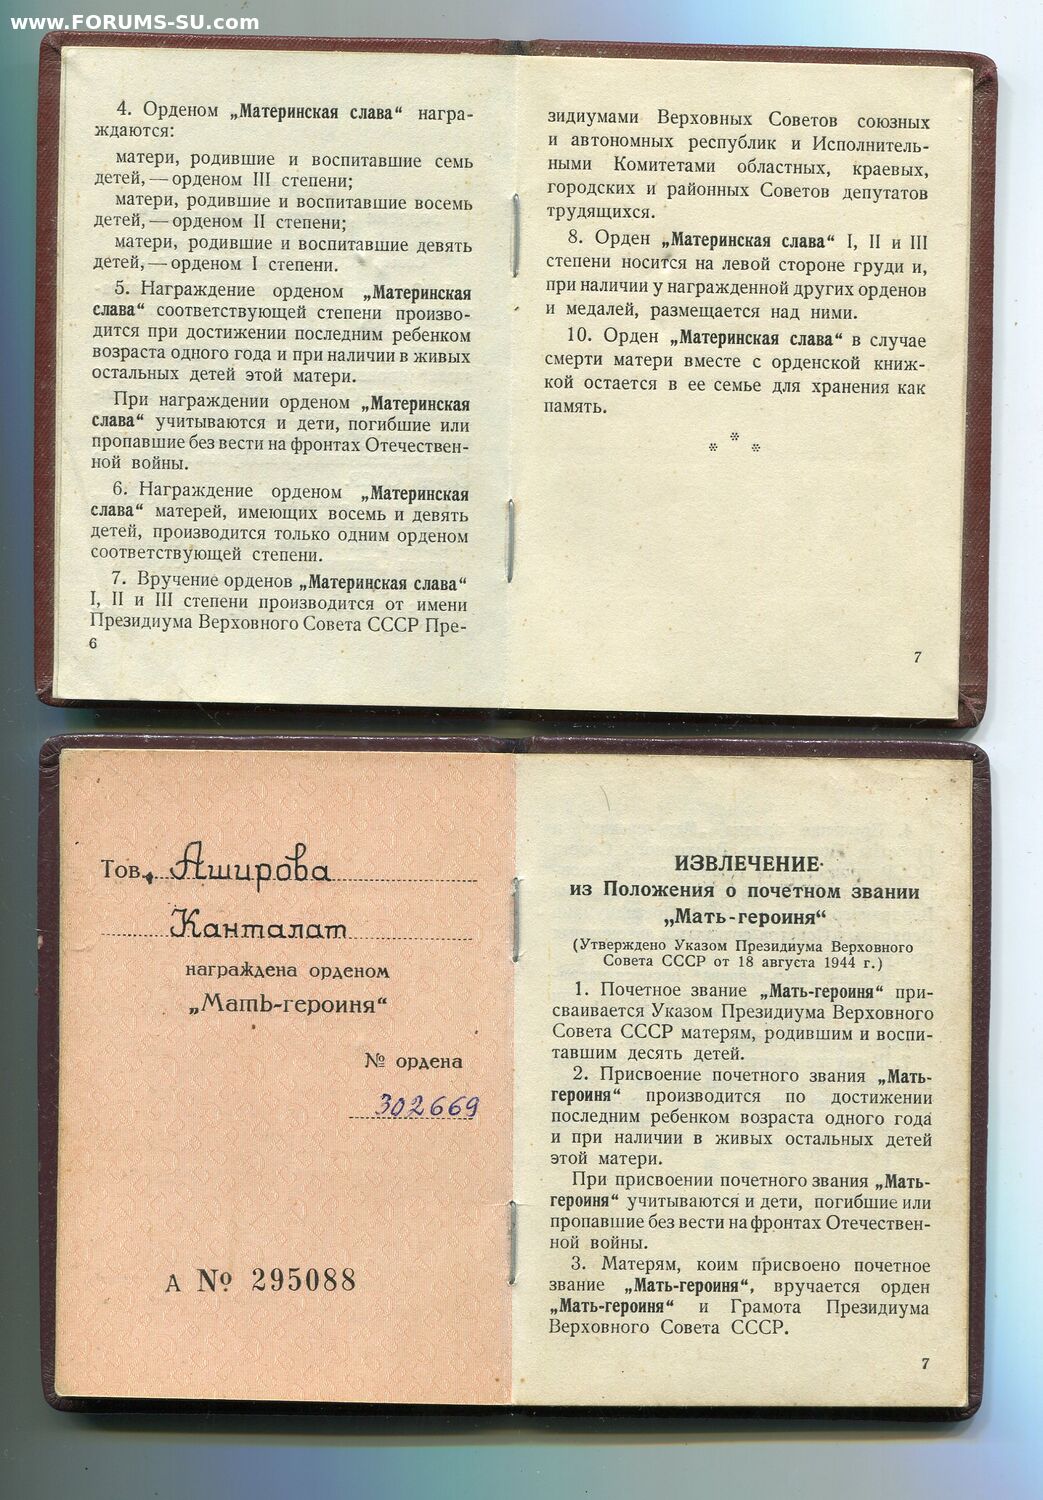 www.FORUMS-SU.com
4. Орденом „Материнская слава“ награ-
ждаются:
матери, родившие и воспитавшие семь
детей,— орденом III степени;
матери, родившие и воспитавшие восемь
детей,— орденом II степени;
матери, родившие и воспитавшие девять
детей,— орденом I степени.
5. Награждение орденом „Материнская
слава“ соответствующей степени произво-
дится при достижении последним ребенком
возраста одного года и при наличии в живых
остальных детей этой матери.
При награждении орденом „Материнская
слава“ учитываются и дети, погибшие или
пропавшие без вести на фронтах Отечествен-
ной войны.
6. Награждение орденом „Материнская
слава“ матерей, имеющих восемь и девять
детей, производится только одним орденом
соответствующей степени.
7. Вручение орденов „Материнская слава“
I, II и III степени производится от имени
Президиума Верховного Совета СССР Пре-
6
зидиумами Верховных Советов союзных
и автономных республик и Исполнитель-
ными Комитетами областных, краевых,
городских и районных Советов депутатов
трудящихся.
8. Орден „Материнская слава“ I, II и III
степени носится на левой стороне груди и,
при наличии у награжденной других орденов
и медалей, размещается над ними.
10. Орден „Материнская слава“ в случае
смерти матери вместе с орденской книж-
кой остается в ее семье для хранения как
память.
* * *
7
Тов. Аширова
Канталат
награждена орденом
„Мать-героиня“
№ ордена
302669
А № 295088
ИЗВЛЕЧЕНИЕ
из Положения о почетном звании
„Мать-героиня“
(Утверждено Указом Президиума Верховного
Совета СССР от 18 августа 1944 г.)
1. Почетное звание „Мать-героиня“ при-
сваивается Указом Президиума Верховного
Совета СССР матерям, родившим и воспи-
тавшим десять детей.
2. Присвоение почетного звания „Мать-
героиня“ производится по достижении
последним ребенком возраста одного года
и при наличии в живых остальных детей
этой матери.
При присвоении почетного звания „Мать-
героиня“ учитываются и дети, погибшие или
пропавшие без вести на фронтах Отечествен-
ной войны.
3. Матерям, коим присвоено почетное
звание „Мать-героиня“, вручается орден
„Мать-героиня“ и Грамота Президиума
Верховного Совета СССР.
7